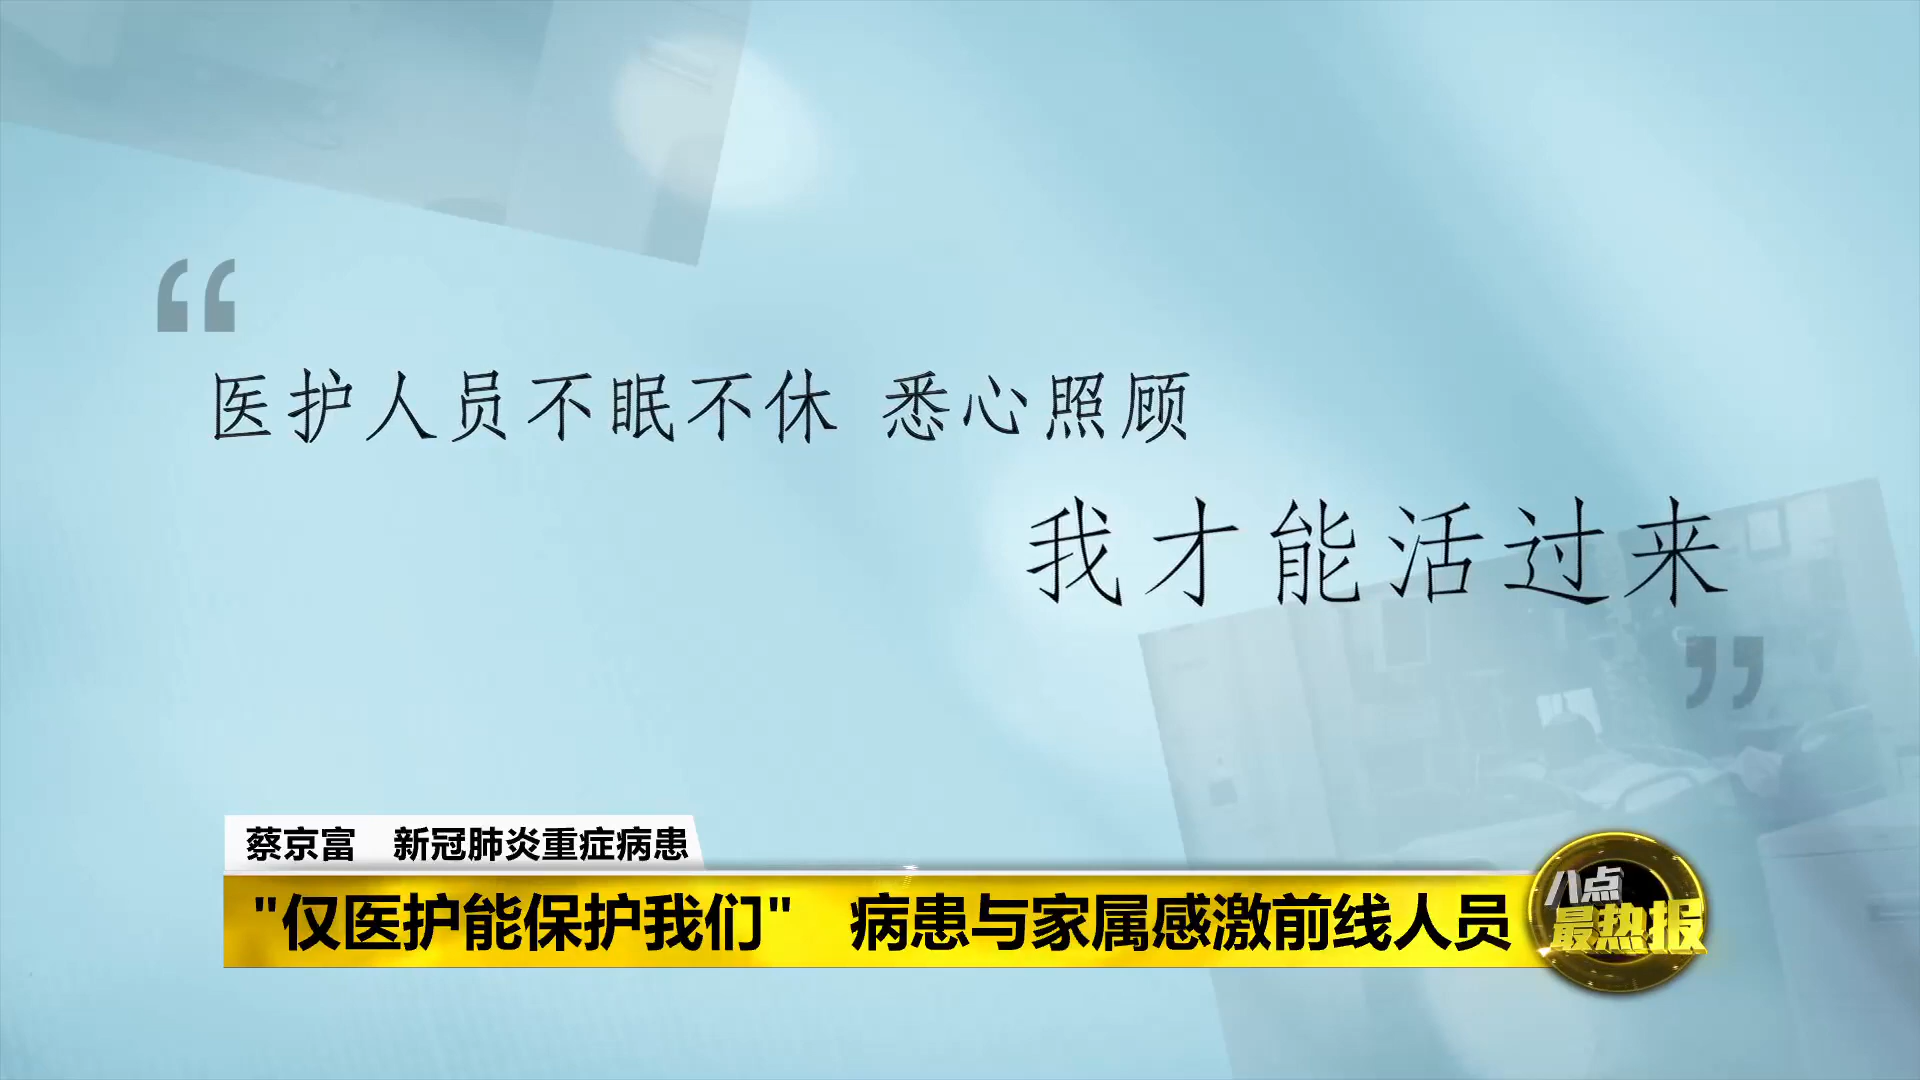 “
医护人员不眠不休 悉心照顾
我才能活过来
”
蔡京富 新冠肺炎重症病患
"仅医护能保护我们" 病患与家属感激前线人员
八点
最热报